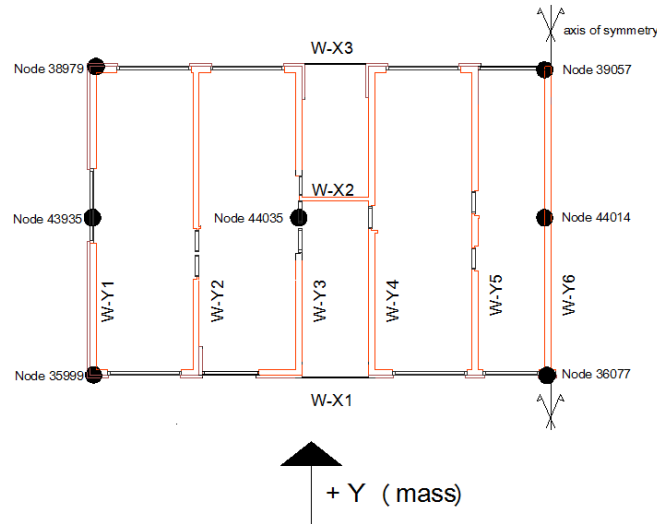 axis of symmetry
W-X3
Node 38979
Node 39057
W-X2
Node 43935
Node 44035
Node 44014
W-Y1
W-Y2
W-Y3
W-Y4
W-Y5
W-Y6
Node 35999
Node 36077
W-X1
+ Y ( mass)